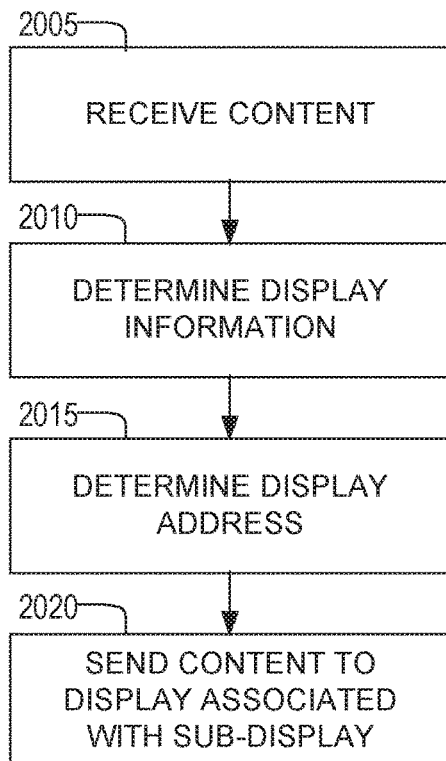 2005
RECEIVE CONTENT
2010
DETERMINE DISPLAY
INFORMATION
2015
DETERMINE DISPLAY
ADDRESS
2020
SEND CONTENT TO
DISPLAY ASSOCIATED
WITH SUB-DISPLAY